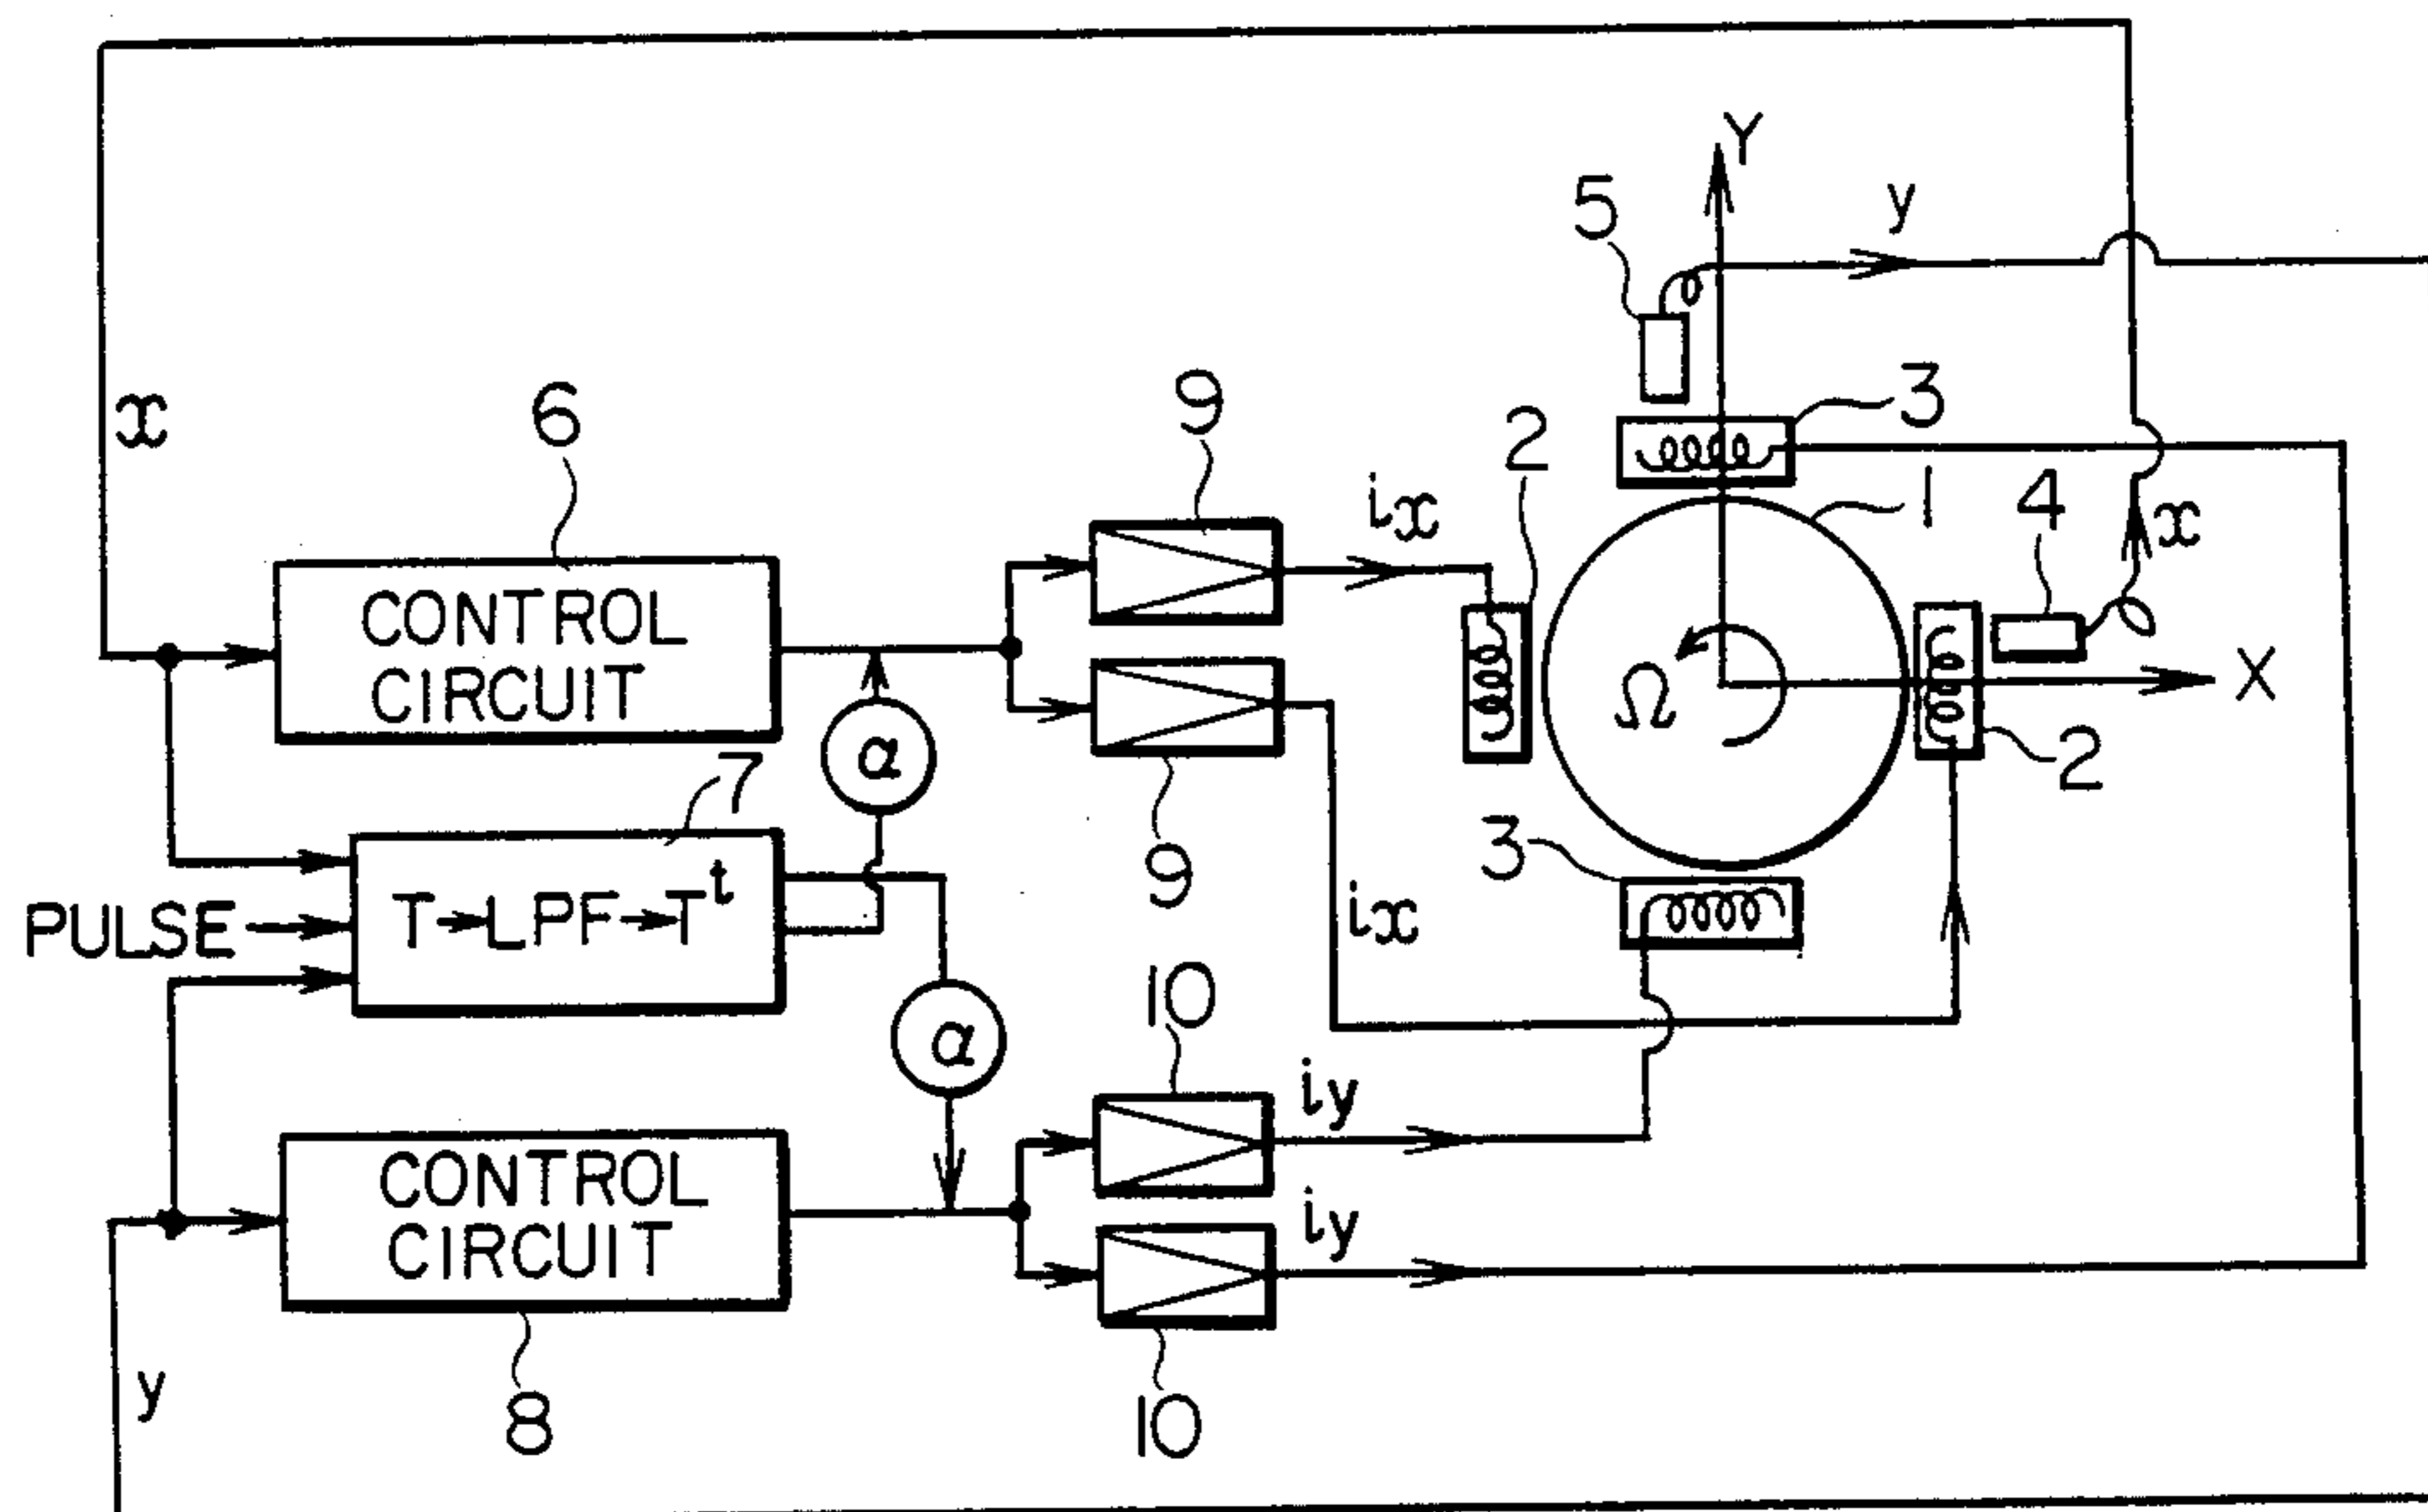 Y
5
y
x
6
9
2
3
ix
1
4
x
CONTROL
CIRCUIT
Ω
X
α
7
2
9
3
T→LPF→Tᵗ
PULSE
ix
10
α
iy
CONTROL
CIRCUIT
iy
y
8
10